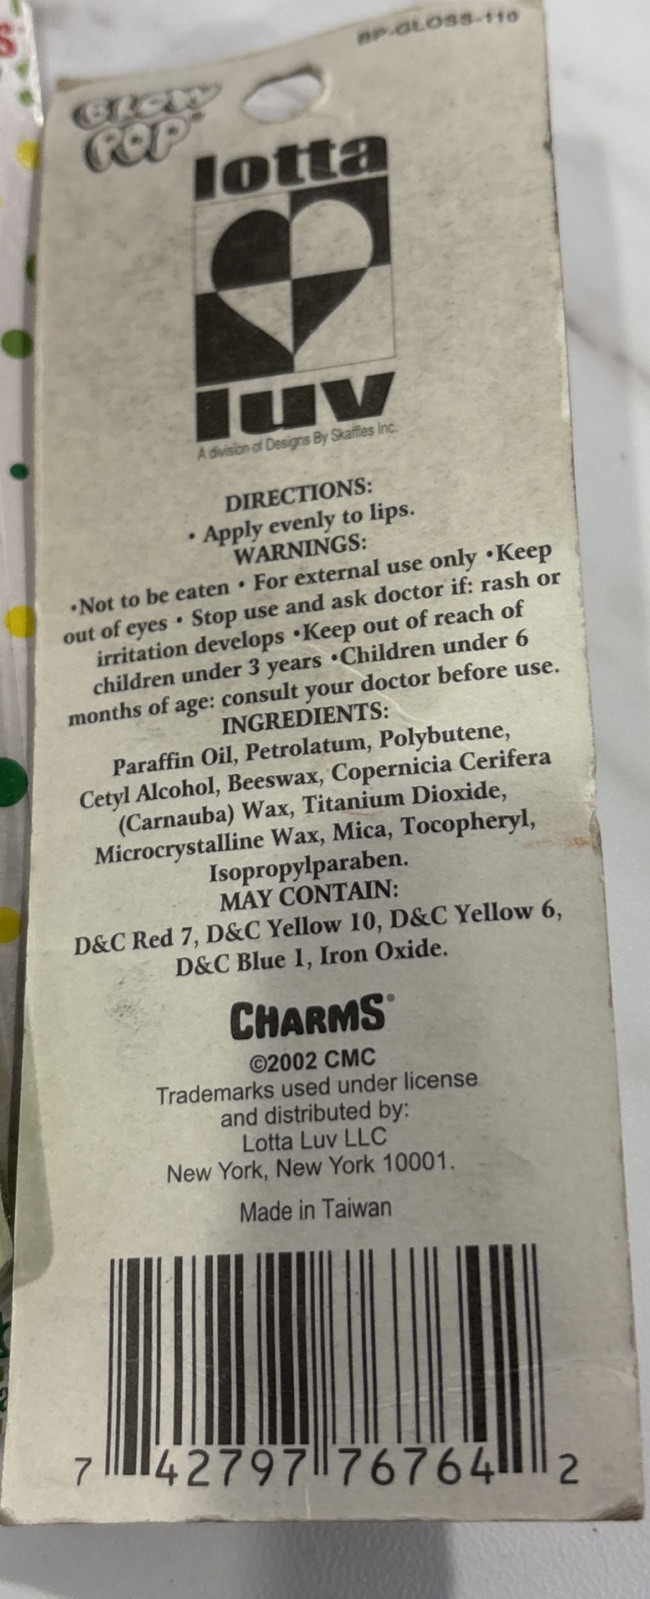 BP-GLOSS-110
BLOW
POP®
lotta
luv
A division of Designs By Skaffles Inc.
DIRECTIONS:
• Apply evenly to lips.
WARNINGS:
•Not to be eaten • For external use only •Keep
out of eyes • Stop use and ask doctor if: rash or
irritation develops •Keep out of reach of
children under 3 years •Children under 6
months of age: consult your doctor before use.
INGREDIENTS:
Paraffin Oil, Petrolatum, Polybutene,
Cetyl Alcohol, Beeswax, Copernicia Cerifera
(Carnauba) Wax, Titanium Dioxide,
Microcrystalline Wax, Mica, Tocopheryl,
Isopropylparaben.
MAY CONTAIN:
D&C Red 7, D&C Yellow 10, D&C Yellow 6,
D&C Blue 1, Iron Oxide.
CHARMS®
©2002 CMC
Trademarks used under license
and distributed by:
Lotta Luv LLC
New York, New York 10001.
Made in Taiwan
7 42797 76764 2